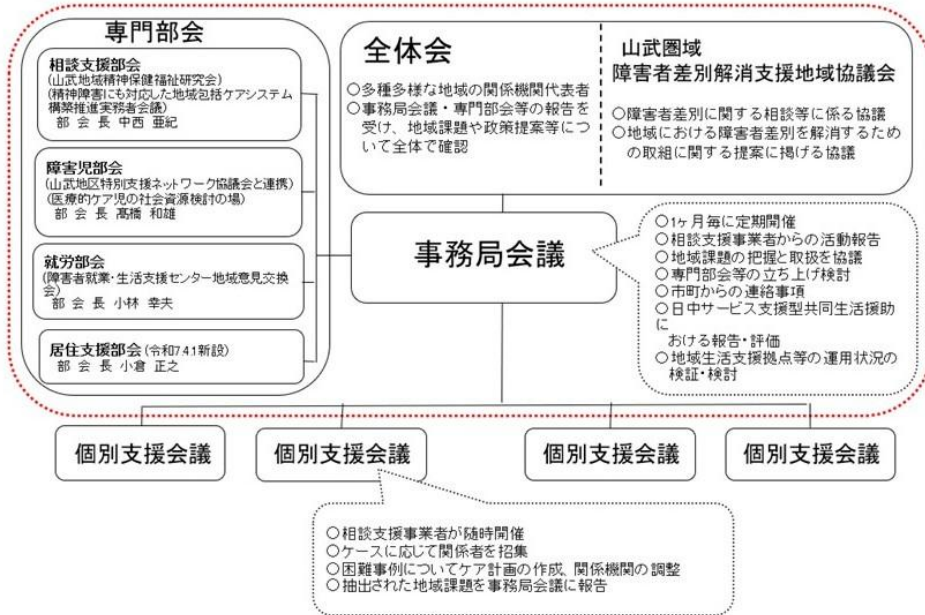 専門部会
相談支援部会
(山武地域精神保健福祉研究会)
(精神障害にも対応した地域包括ケアシステム
構築推進実務者会議)
部 会 長 中西 亜紀
障害児部会
(山武地区特別支援ネットワーク協議会と連携)
(医療的ケア児の社会資源検討の場)
部 会 長 髙橋 和雄
就労部会
(障害者就業・生活支援センター地域意見交換
会)
部 会 長 小林 幸夫
居住支援部会 (令和7.4.1新設)
部 会 長 小倉 正之
全体会
○多種多様な地域の関係機関代表者
○事務局会議・専門部会等の報告を
受け、地域課題や政策提案等につ
いて全体で確認
山武圏域
障害者差別解消支援地域協議会
○障害者差別に関する相談等に係る協議
○地域における障害者差別を解消するため
の取組に関する提案に掲げる協議
事務局会議
○1ヶ月毎に定期開催
○相談支援事業者からの活動報告
○地域課題の把握と取扱を協議
○専門部会等の立ち上げ検討
○市町からの連絡事項
○日中サービス支援型共同生活援助
に
おける報告・評価
○地域生活支援拠点等の運用状況の
検証・検討
個別支援会議
個別支援会議
個別支援会議
個別支援会議
○相談支援事業者が随時開催
○ケースに応じて関係者を招集
○困難事例についてケア計画の作成、関係機関の調整
○抽出された地域課題を事務局会議に報告